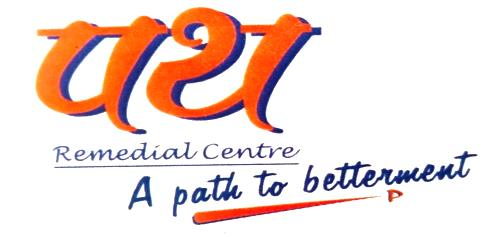 पथ
Remedial Centre
A path to betterment